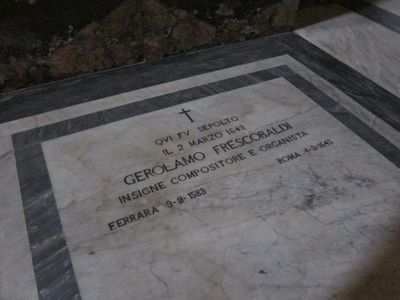 QVI FV SEPOLTO
IL 2 MARZO 1643
GEROLAMO FRESCOBALDI
INSIGNE COMPOSITORE E ORGANISTA
FERRARA 9-8-1583 ROMA 1-3-1643